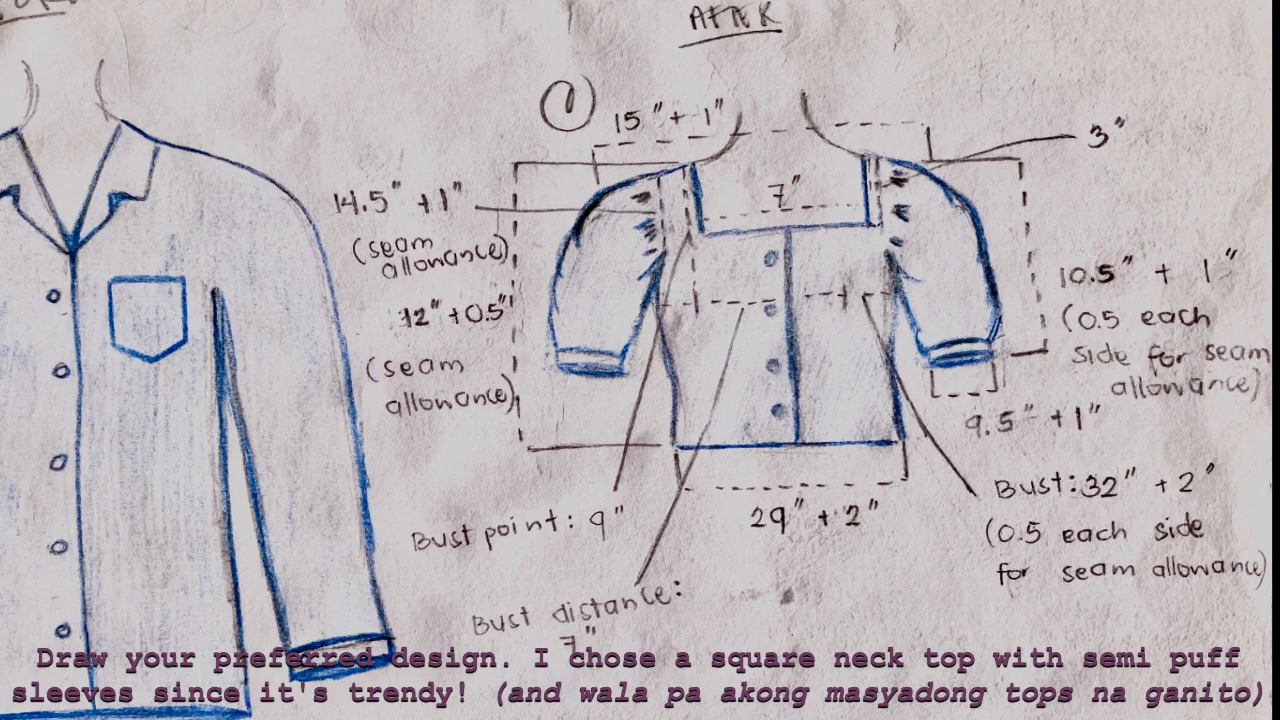 AFTER
1
15" + 1"
3"
7"
14.5" + 1"
(seam
allowance)
12" + 0.5"
(seam
allowance)
10.5" + 1"
(0.5 each
side for seam
allowance)
9.5" + 1"
Bust: 32" + 2"
(0.5 each side
for seam allowance)
29" + 2"
Bust point: 9"
Bust distance:
7"
Draw your preferred design. I chose a square neck top with semi puff
sleeves since it's trendy! (and wala pa akong masyadong tops na ganito)